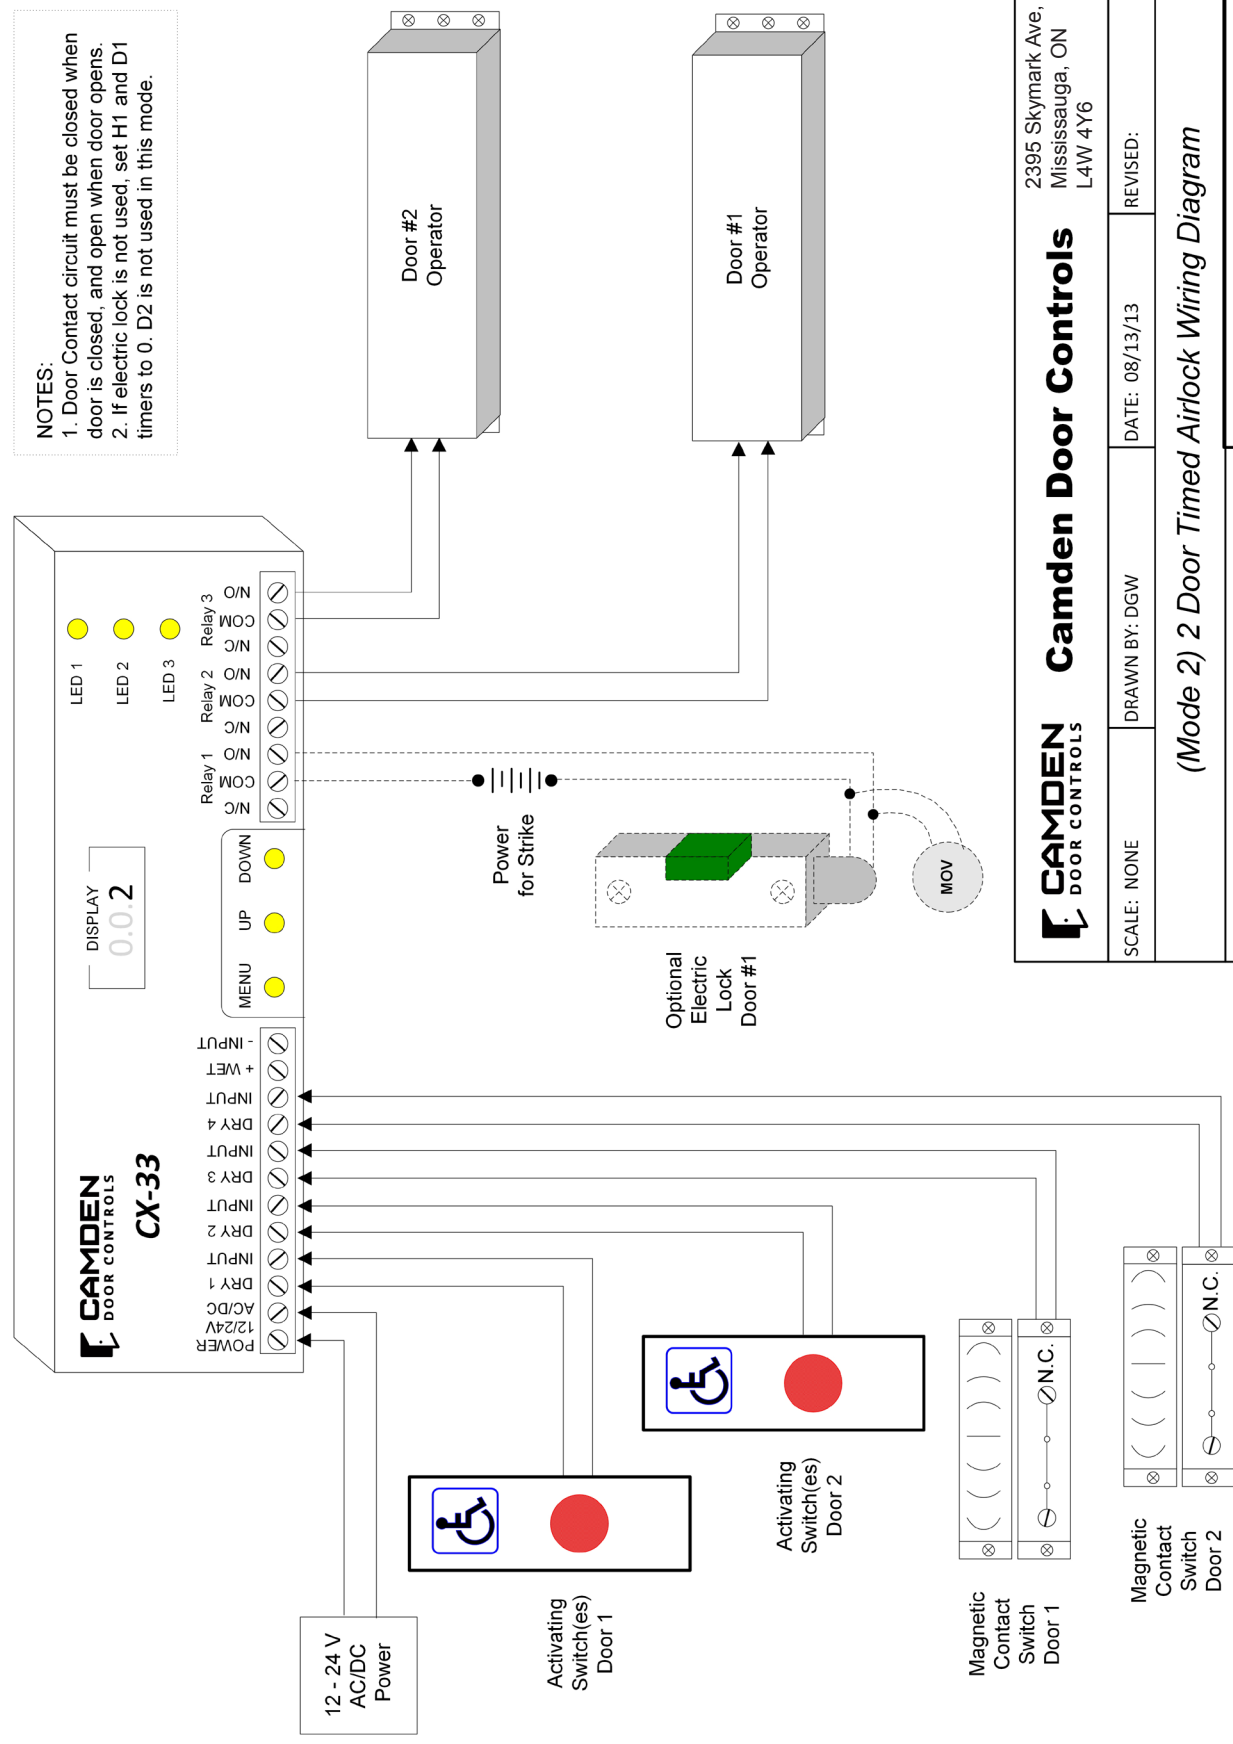 NOTES:
1. Door Contact circuit must be closed when
door is closed, and open when door opens.
2. If electric lock is not used, set H1 and D1
timers to 0. D2 is not used in this mode.
CAMDEN
DOOR CONTROLS
CX-33
DISPLAY
0.0.2
LED 1
LED 2
LED 3
MENU
UP
DOWN
POWER
12/24V
AC/DC
DRY 1
INPUT
DRY 2
INPUT
DRY 3
INPUT
DRY 4
INPUT
+ WET
- INPUT
Relay 1
N/C
COM
N/O
Relay 2
N/C
COM
N/O
Relay 3
N/C
COM
N/O
12 - 24 V
AC/DC
Power
Activating
Switch(es)
Door 1
Activating
Switch(es)
Door 2
Magnetic
Contact
Switch
Door 1
N.C.
Magnetic
Contact
Switch
Door 2
N.C.
Power
for Strike
Optional
Electric
Lock
Door #1
MOV
Door #2
Operator
Door #1
Operator
CAMDEN
DOOR CONTROLS
Camden Door Controls
2395 Skymark Ave,
Mississauga, ON
L4W 4Y6
SCALE: NONE
DRAWN BY: DGW
DATE: 08/13/13
REVISED:
(Mode 2) 2 Door Timed Airlock Wiring Diagram